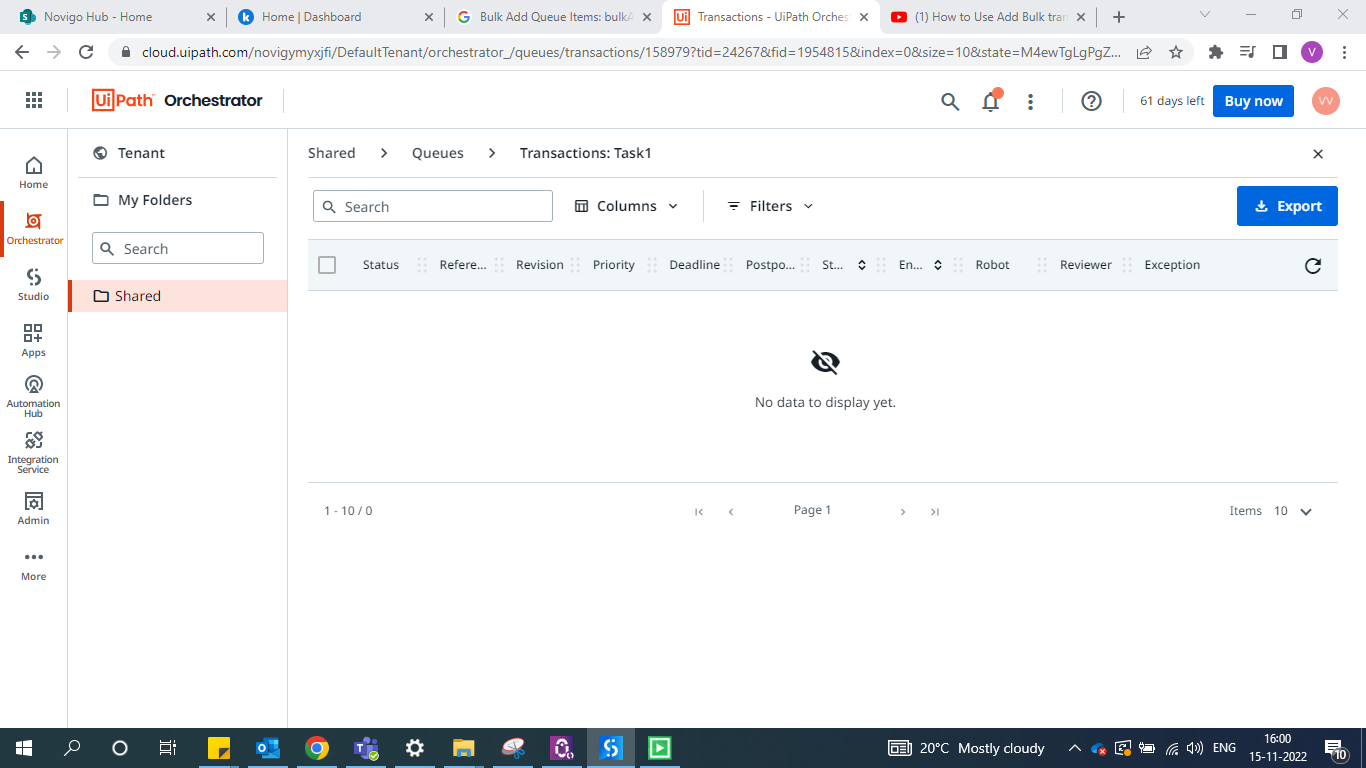 Novigo Hub - Home
Home | Dashboard
Bulk Add Queue Items: bulkA
Transactions - UiPath Orches
(1) How to Use Add Bulk tran
cloud.uipath.com/novigymyxjfi/DefaultTenant/orchestrator_/queues/transactions/158979?tid=24267&fid=1954815&index=0&size=10&state=M4ewTgLgPgZ...
V
UiPath Orchestrator
61 days left
Buy now
VV
Home
Orchestrator
Studio
Apps
Automation
Hub
Integration
Service
Admin
More
Tenant
My Folders
Search
Shared
Shared > Queues > Transactions: Task1
Search
Columns
Filters
Export
Status Refere... Revision Priority Deadline Postpo... St... En... Robot Reviewer Exception
No data to display yet.
1 - 10 / 0
Page 1
Items 10
20°C Mostly cloudy
ENG
16:00
15-11-2022
10